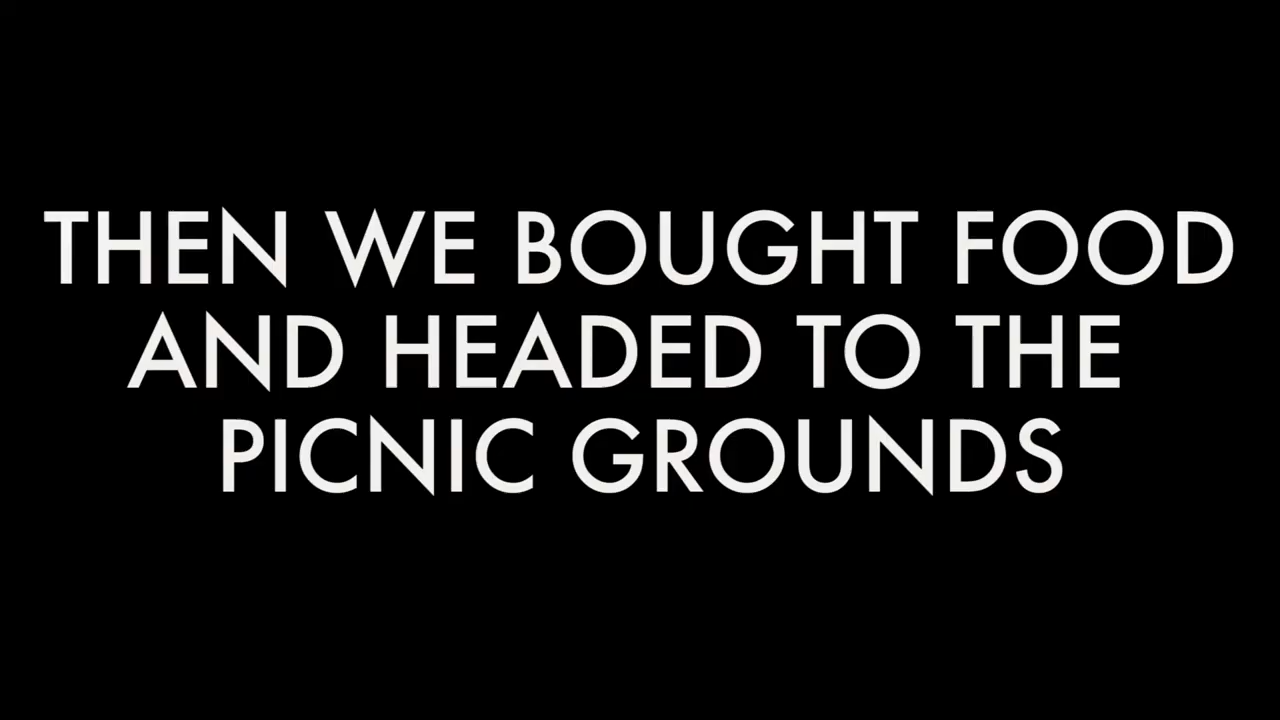 THEN WE BOUGHT FOOD
AND HEADED TO THE
PICNIC GROUNDS